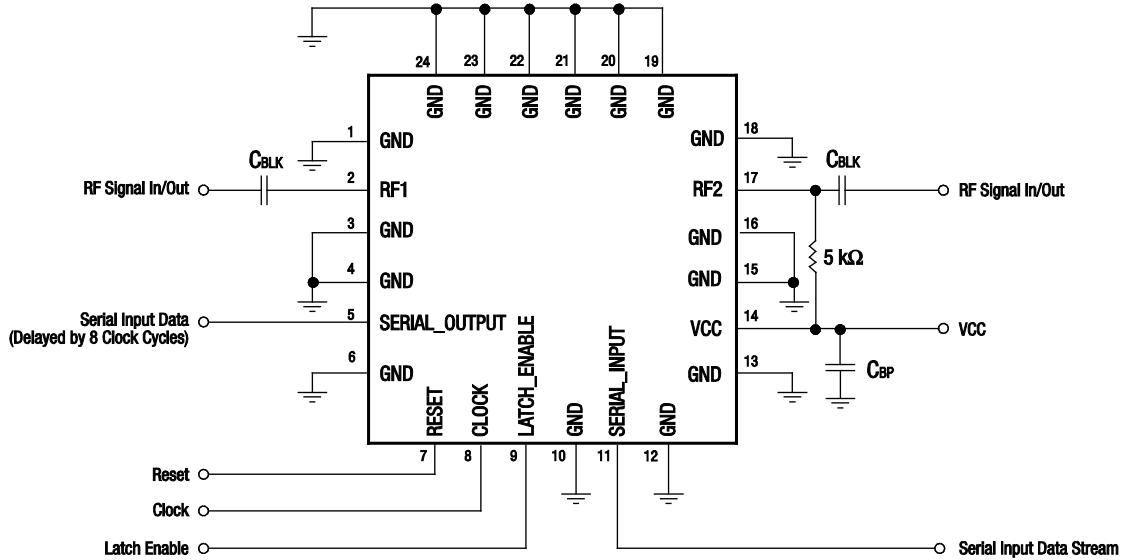 24 23 22 21 20 19
GND GND GND GND GND GND
1 GND
GND 18
CBLK
CBLK
RF Signal In/Out
2 RF1
RF2 17
RF Signal In/Out
3 GND
GND 16
5 kΩ
4 GND
GND 15
Serial Input Data
(Delayed by 8 Clock Cycles)
5 SERIAL_OUTPUT
VCC 14
VCC
6 GND
GND 13
CBP
RESET CLOCK LATCH_ENABLE GND SERIAL_INPUT GND
7 8 9 10 11 12
Reset
Clock
Latch Enable
Serial Input Data Stream